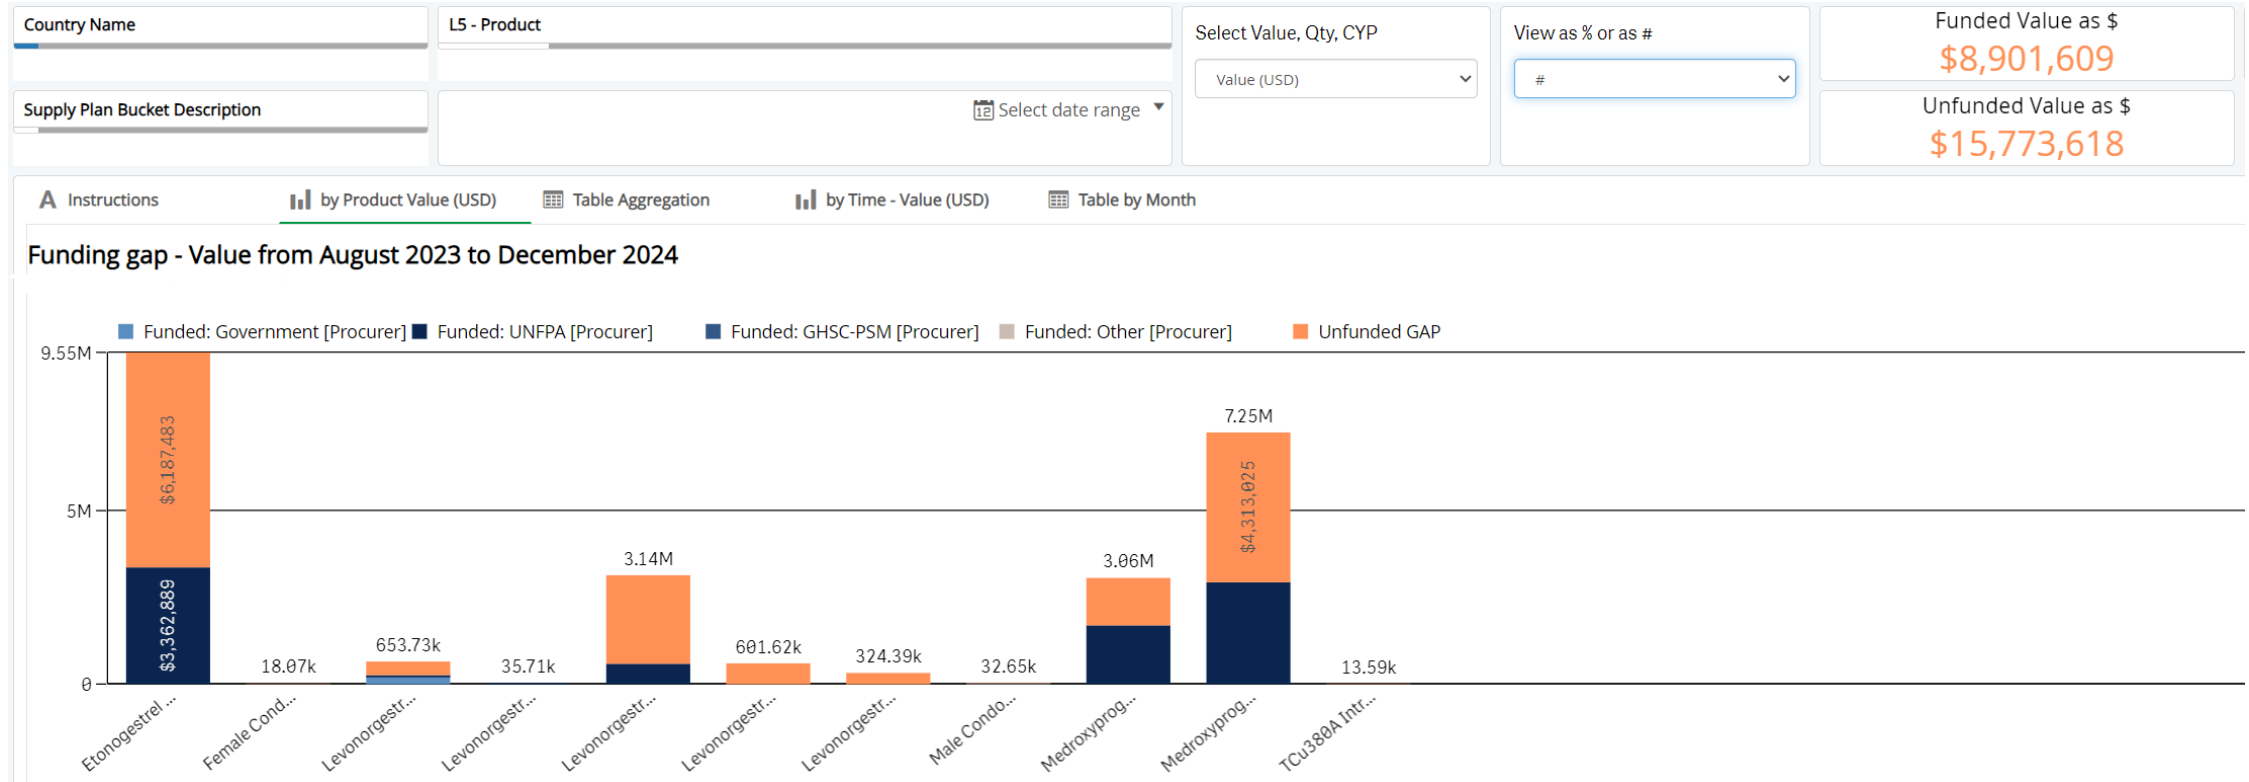 Country Name
L5 - Product
Select Value, Qty, CYP
Value (USD)
View as % or as #
#
Funded Value as $
$8,901,609
Supply Plan Bucket Description
12 Select date range
Unfunded Value as $
$15,773,618
A Instructions
by Product Value (USD)
Table Aggregation
by Time - Value (USD)
Table by Month
Funding gap - Value from August 2023 to December 2024
Funded: Government [Procurer]
Funded: UNFPA [Procurer]
Funded: GHSC-PSM [Procurer]
Funded: Other [Procurer]
Unfunded GAP
9.55M
5M
0
$6,187,483
$3,362,889
18.07k
653.73k
35.71k
3.14M
601.62k
324.39k
32.65k
3.06M
7.25M
$4,313,025
13.59k
Etonogestrel ...
Female Cond...
Levonorgestr...
Levonorgestr...
Levonorgestr...
Levonorgestr...
Levonorgestr...
Male Condo...
Medroxyprog...
Medroxyprog...
TCu380A Intr...